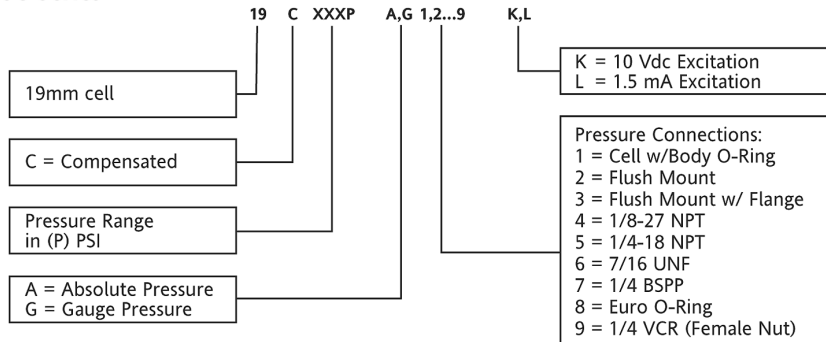 19 C XXXP A,G 1,2...9 K,L
19mm cell
C = Compensated
Pressure Range
in (P) PSI
A = Absolute Pressure
G = Gauge Pressure
K = 10 Vdc Excitation
L = 1.5 mA Excitation
Pressure Connections:
1 = Cell w/Body O-Ring
2 = Flush Mount
3 = Flush Mount w/ Flange
4 = 1/8-27 NPT
5 = 1/4-18 NPT
6 = 7/16 UNF
7 = 1/4 BSPP
8 = Euro O-Ring
9 = 1/4 VCR (Female Nut)